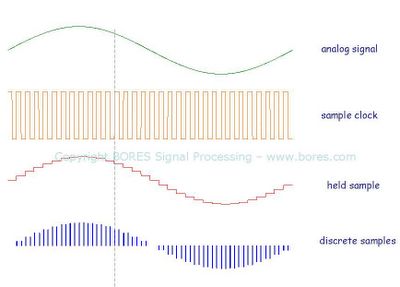 analog signal
sample clock
Copyright BORES Signal Processing - www.bores.com
held sample
discrete samples